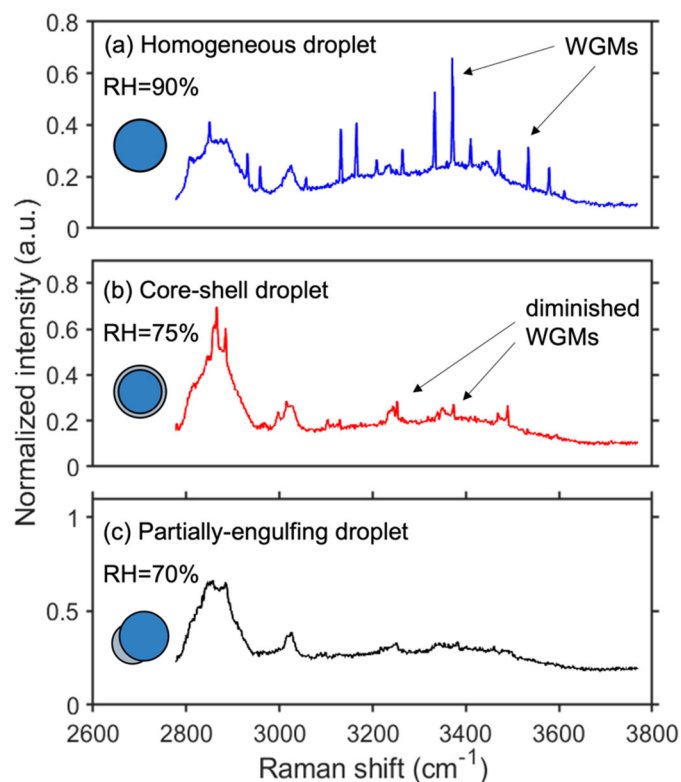 Normalized intensity (a.u.)
0.8
0.6
0.4
0.2
0
(a) Homogeneous droplet
RH=90%
WGMs
0.8
0.6
0.4
0.2
0
(b) Core-shell droplet
RH=75%
diminished
WGMs
1
0.5
0
(c) Partially-engulfing droplet
RH=70%
2600 2800 3000 3200 3400 3600 3800
Raman shift (cm⁻¹)